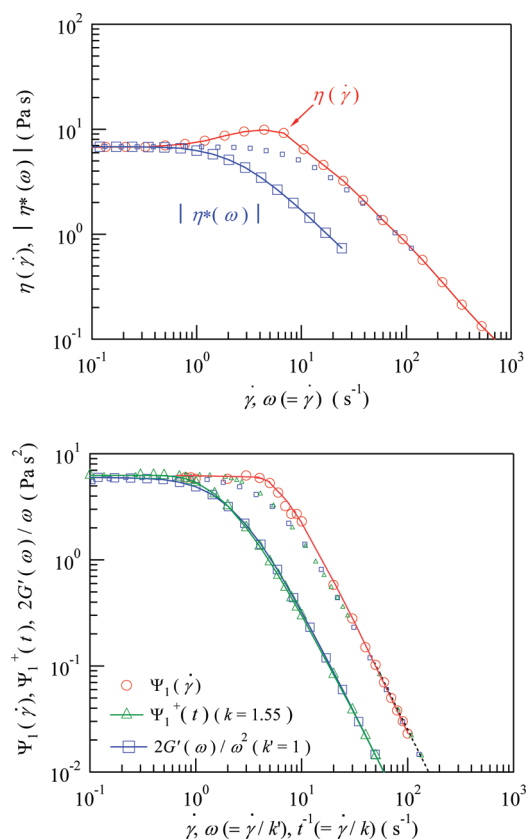 10²
10¹
10⁰
10⁻¹
η(γ̇), | η*(ω) | (Pa s)
η(γ̇)
| η*(ω) |
10⁻¹ 10⁰ 10¹ 10² 10³
γ̇, ω(= γ̇) ( s⁻¹)
10¹
10⁰
10⁻¹
10⁻²
Ψ₁(γ̇), Ψ₁⁺(t), 2G′(ω)/ω (Pa s²)
Ψ₁(γ̇)
Ψ₁⁺(t) ( k = 1.55)
2G′(ω)/ω² (k′= 1)
10⁻¹ 10⁰ 10¹ 10² 10³
γ̇, ω(= γ̇/k′), t⁻¹(= γ̇/k) (s⁻¹)